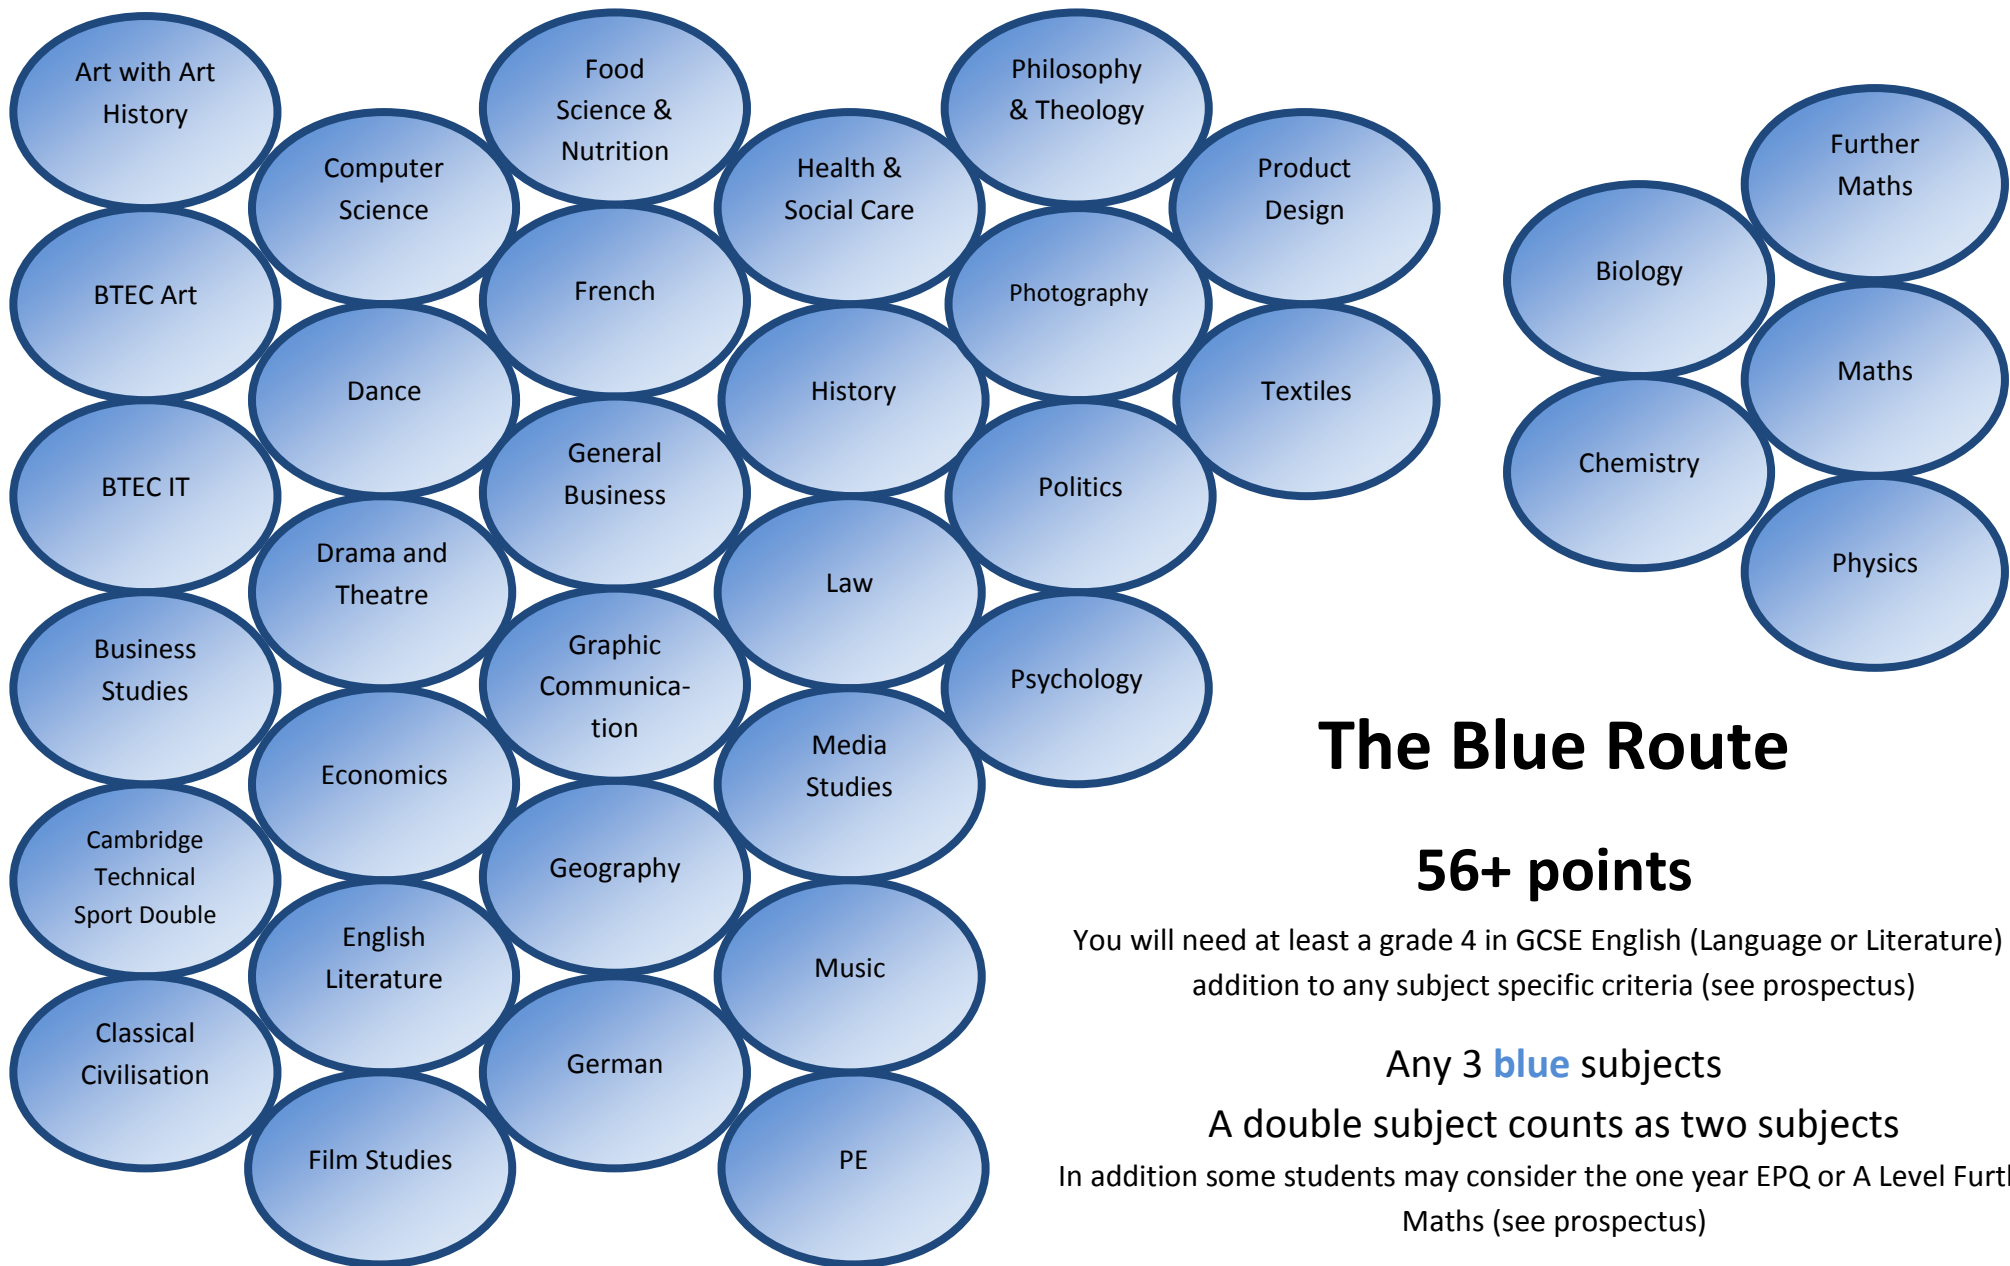 Art with Art
History
BTEC Art
BTEC IT
Business
Studies
Cambridge
Technical
Sport Double
Classical
Civilisation
Computer
Science
Dance
Drama and
Theatre
Economics
English
Literature
Film Studies
Food
Science &
Nutrition
French
General
Business
Graphic
Communica-
tion
Geography
German
Health &
Social Care
History
Law
Media
Studies
Music
PE
Philosophy
& Theology
Photography
Politics
Psychology
Product
Design
Textiles
Biology
Chemistry
Further
Maths
Maths
Physics
The Blue Route
56+ points
You will need at least a grade 4 in GCSE English (Language or Literature)
addition to any subject specific criteria (see prospectus)
Any 3 blue subjects
A double subject counts as two subjects
In addition some students may consider the one year EPQ or A Level Furt
Maths (see prospectus)